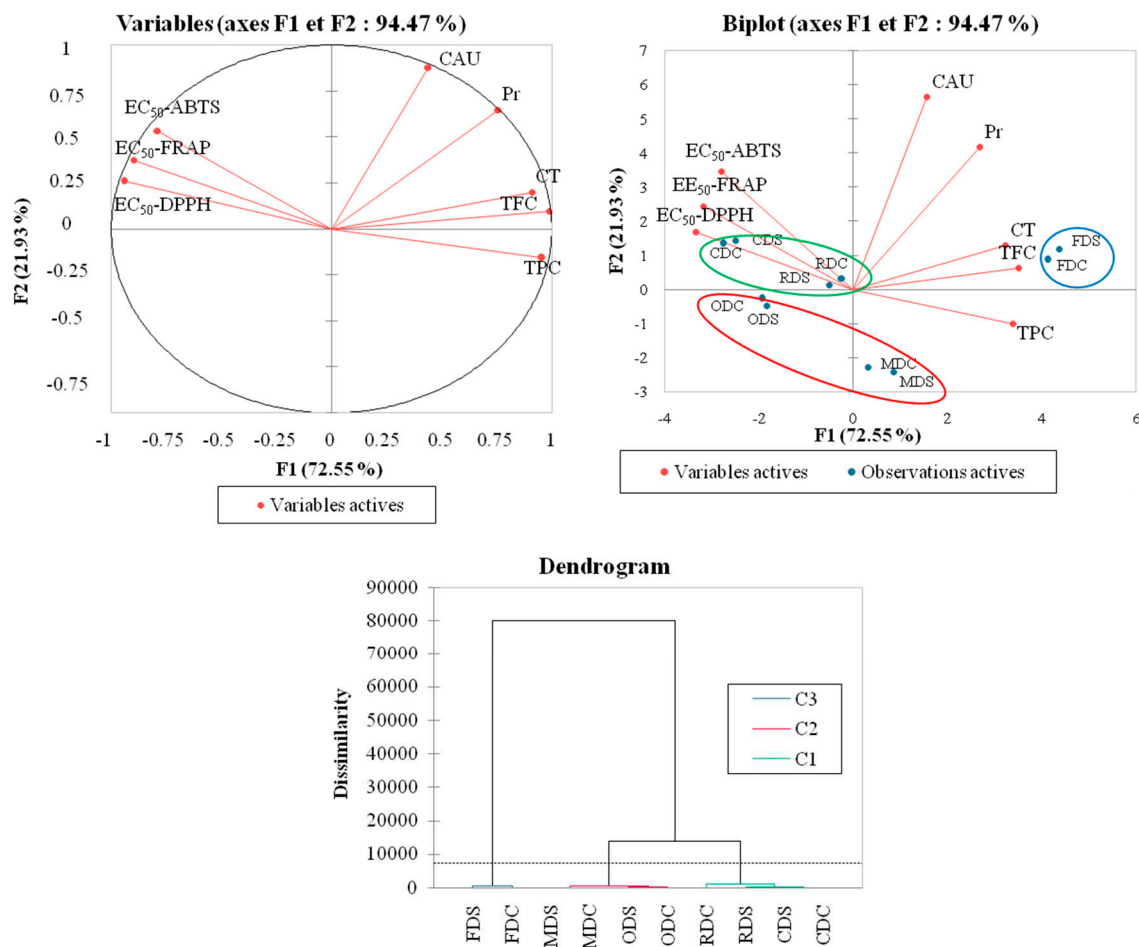 Variables (axes F1 et F2 : 94.47 %)
1
0.75
0.5
0.25
0
-0.25
-0.5
-0.75
F2 (21.93 %)
CAU
Pr
EC50-ABTS
EC50-FRAP
EC50-DPPH
CT
TFC
TPC
-1 -0.75 -0.5 -0.25 0 0.25 0.5 0.75 1
F1 (72.55 %)
Variables actives
Biplot (axes F1 et F2 : 94.47 %)
7
6
5
4
3
2
1
0
-1
-2
-3
F2 (21.93 %)
CAU
Pr
EC50-ABTS
EE50-FRAP
EC50-DPPH
CT
TFC
TPC
CDS
CDC
RDC
RDS
FDS
FDC
ODC
ODS
MDC
MDS
-4 -2 0 2 4 6
F1 (72.55 %)
Variables actives Observations actives
Dendrogram
90000
80000
70000
60000
50000
40000
30000
20000
10000
0
Dissimilarity
C3
C2
C1
FDS
FDC
MDS
MDC
ODS
ODC
RDC
RDS
CDS
CDC